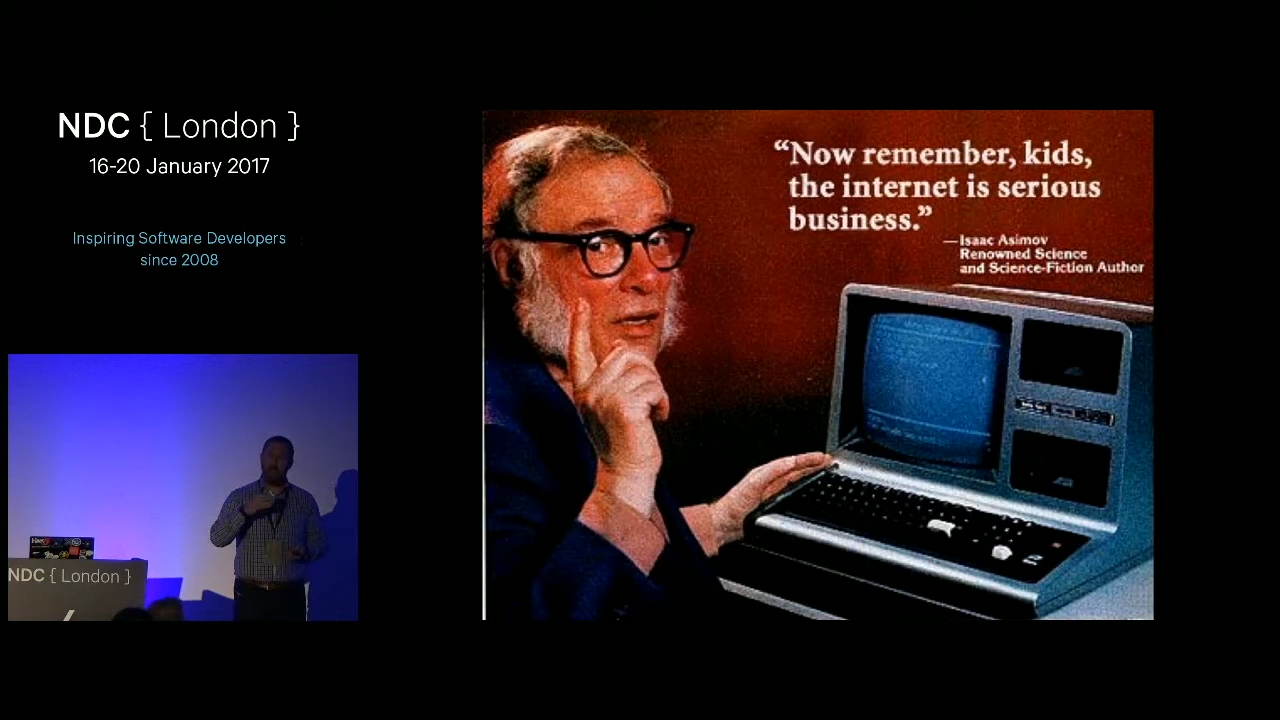 NDC { London }
16-20 January 2017
Inspiring Software Developers
since 2008
“Now remember, kids,
the internet is serious
business.”
—Isaac Asimov
Renowned Science
and Science-Fiction Author
NDC { London }